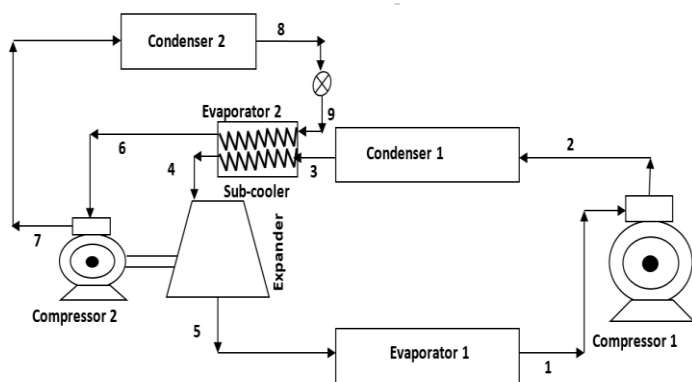 Condenser 2
8
Evaporator 2
9
6
4
3
Condenser 1
2
Sub-cooler
7
Expander
Compressor 2
5
Evaporator 1
1
Compressor 1